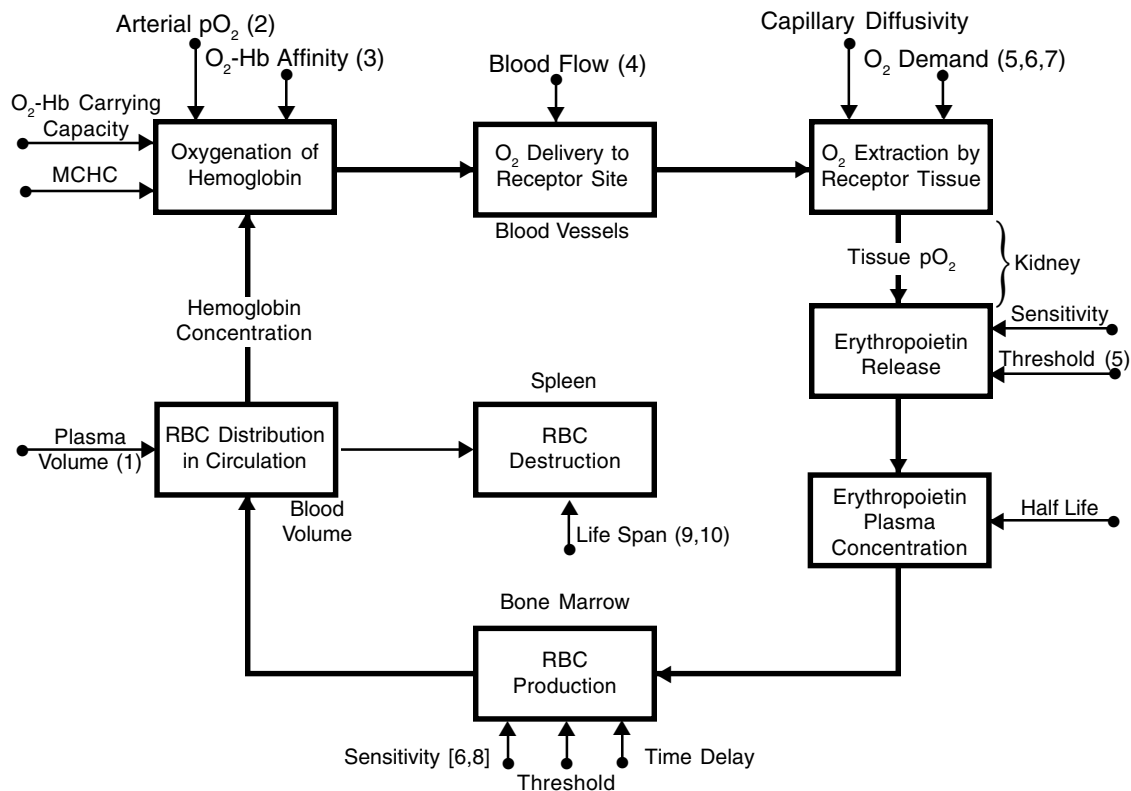 Arterial pO2 (2)
O2-Hb Affinity (3)
O2-Hb Carrying
Capacity
MCHC
Oxygenation of
Hemoglobin
Blood Flow (4)
O2 Delivery to
Receptor Site
Blood Vessels
Capillary Diffusivity
O2 Demand (5,6,7)
O2 Extraction by
Receptor Tissue
Tissue pO2
Kidney
Erythropoietin
Release
Sensitivity
Threshold (5)
Hemoglobin
Concentration
Plasma
Volume (1)
RBC Distribution
in Circulation
Blood
Volume
Spleen
RBC
Destruction
Life Span (9,10)
Erythropoietin
Plasma
Concentration
Half Life
Bone Marrow
RBC
Production
Sensitivity [6,8]
Threshold
Time Delay